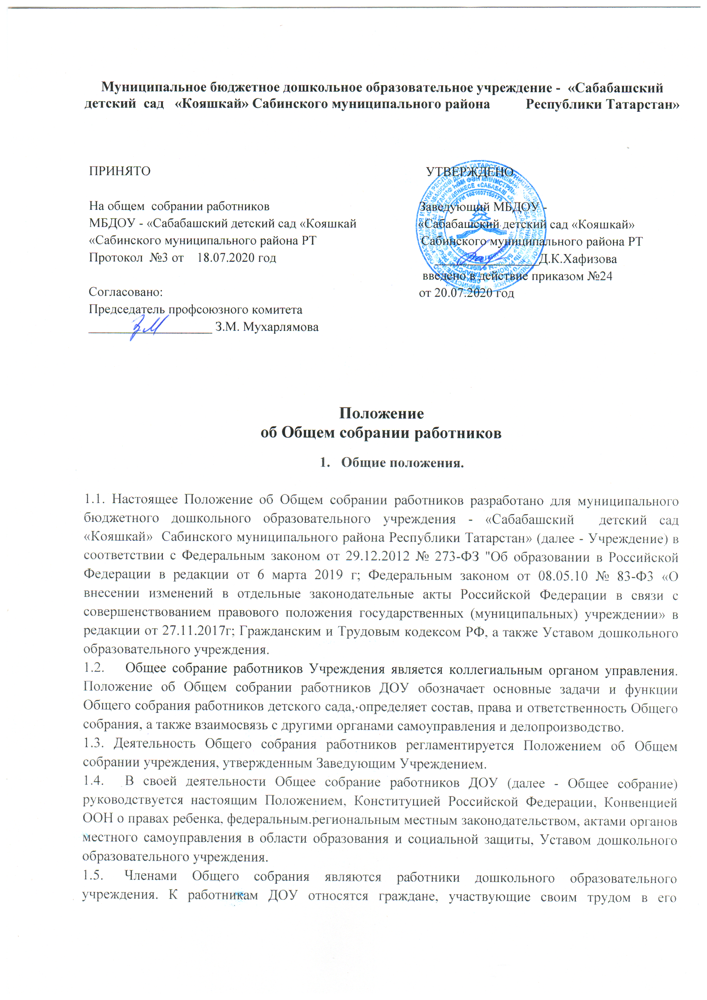 Муниципальное бюджетное дошкольное образовательное учреждение - «Сабабашский
детский сад «Кояшкай» Сабинского муниципального района Республики Татарстан»
ПРИНЯТО
На общем собрании работников
МБДОУ - «Сабабашский детский сад «Кояшкай
«Сабинского муниципального района РТ
Протокол №3 от 18.07.2020 год
Согласовано:
Председатель профсоюзного комитета
З.М. Мухарлямова
УТВЕРЖДЕНО
Заведующий МБДОУ -
«Сабабашский детский сад «Кояшкай»
Сабинского муниципального района РТ
Д.К.Хафизова
введено в действие приказом №24
от 20.07.2020 год
Положение
об Общем собрании работников
1. Общие положения.
1.1. Настоящее Положение об Общем собрании работников разработано для муниципального
бюджетного дошкольного образовательного учреждения - «Сабабашский детский сад
«Кояшкай» Сабинского муниципального района Республики Татарстан» (далее - Учреждение) в
соответствии с Федеральным законом от 29.12.2012 № 273-ФЗ "Об образовании в Российской
Федерации в редакции от 6 марта 2019 г; Федеральным законом от 08.05.10 № 83-ФЗ «О
внесении изменений в отдельные законодательные акты Российской Федерации в связи с
совершенствованием правового положения государственных (муниципальных) учреждении» в
редакции от 27.11.2017г; Гражданским и Трудовым кодексом РФ, а также Уставом дошкольного
образовательного учреждения.
1.2. Общее собрание работников Учреждения является коллегиальным органом управления.
Положение об Общем собрании работников ДОУ обозначает основные задачи и функции
Общего собрания работников детского сада, определяет состав, права и ответственность Общего
собрания, а также взаимосвязь с другими органами самоуправления и делопроизводство.
1.3. Деятельность Общего собрания работников регламентируется Положением об Общем
собрании учреждения, утвержденным Заведующим Учреждением.
1.4. В своей деятельности Общее собрание работников ДОУ (далее - Общее собрание)
руководствуется настоящим Положением, Конституцией Российской Федерации, Конвенцией
ООН о правах ребенка, федеральным.региональным местным законодательством, актами органов
местного самоуправления в области образования и социальной защиты, Уставом дошкольного
образовательного учреждения.
1.5. Членами Общего собрания являются работники дошкольного образовательного
учреждения. К работникам ДОУ относятся граждане, участвующие своим трудом в его